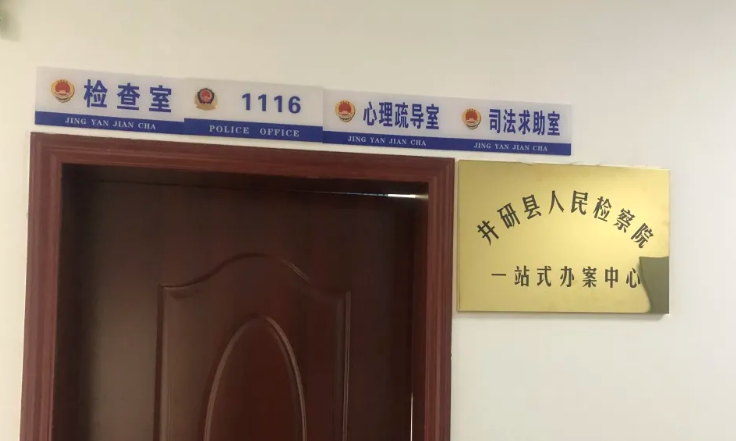 检查室
JING YAN JIAN CHA
1116
POLICE OFFICE
心理疏导室
JING YAN JIAN CHA
司法求助室
JING YAN JIAN CHA
井研县人民检察院
一站式办案中心